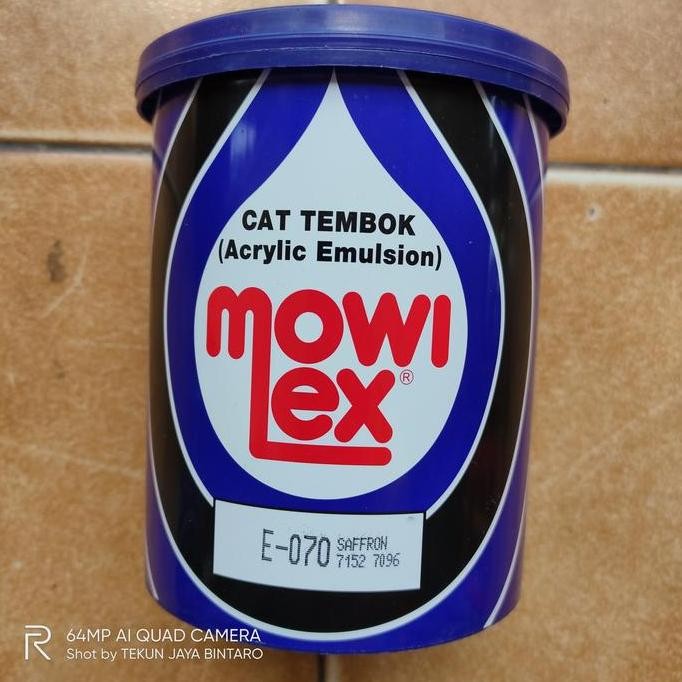 CAT TEMBOK
(Acrylic Emulsion)
mowi
Lex®
E-070 SAFFRON
7152 7096
64MP AI QUAD CAMERA
Shot by TEKUN JAYA BINTARO